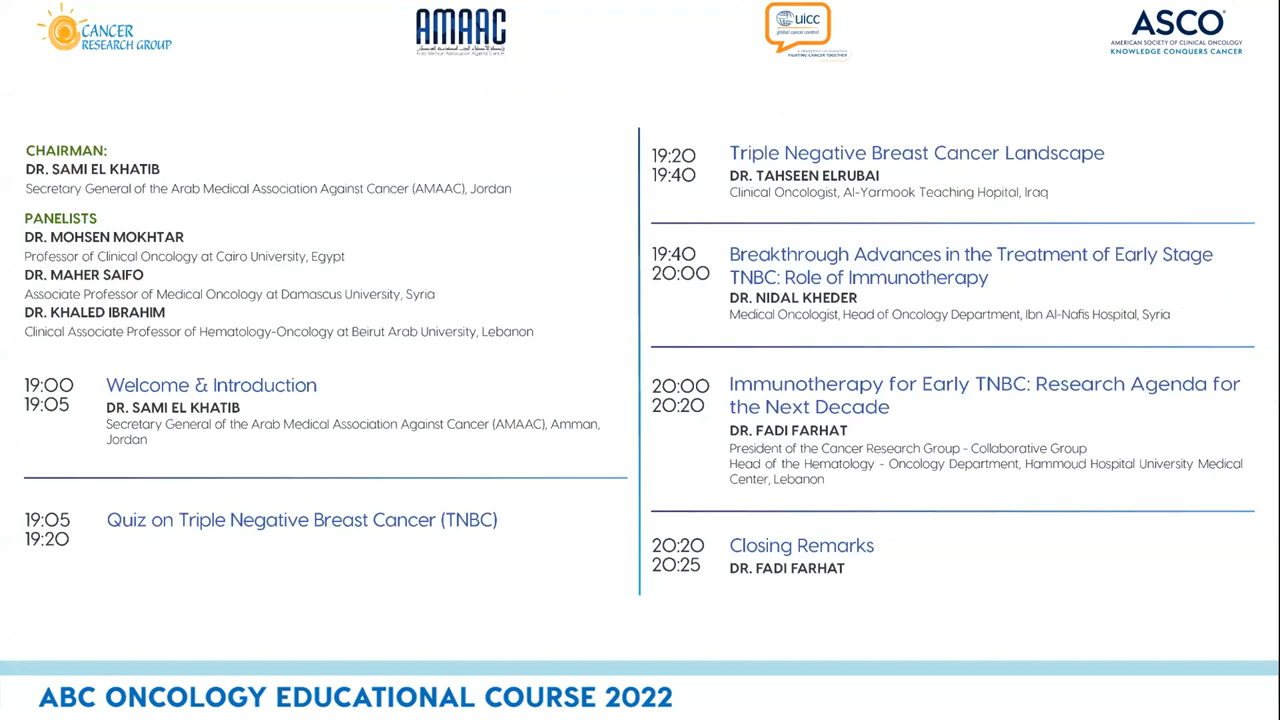 CANCER
RESEARCH GROUP
AMAAC
uicc
global cancer control
FIGHTING CANCER TOGETHER
ASCO
AMERICAN SOCIETY OF CLINICAL ONCOLOGY
KNOWLEDGE CONQUERS CANCER
CHAIRMAN:
DR. SAMI EL KHATIB
Secretary General of the Arab Medical Association Against Cancer (AMAAC), Jordan
PANELISTS
DR. MOHSEN MOKHTAR
Professor of Clinical Oncology at Cairo University, Egypt
DR. MAHER SAIFO
Associate Professor of Medical Oncology at Damascus University, Syria
DR. KHALED IBRAHIM
Clinical Associate Professor of Hematology-Oncology at Beirut Arab University, Lebanon
19:00
19:05
Welcome & Introduction
DR. SAMI EL KHATIB
Secretary General of the Arab Medical Association Against Cancer (AMAAC), Amman,
Jordan
19:05
19:20
Quiz on Triple Negative Breast Cancer (TNBC)
19:20
19:40
Triple Negative Breast Cancer Landscape
DR. TAHSEEN ELRUBAI
Clinical Oncologist, Al-Yarmook Teaching Hopital, Iraq
19:40
20:00
Breakthrough Advances in the Treatment of Early Stage
TNBC: Role of Immunotherapy
DR. NIDAL KHEDER
Medical Oncologist, Head of Oncology Department, Ibn Al-Nafis Hospital, Syria
20:00
20:20
Immunotherapy for Early TNBC: Research Agenda for
the Next Decade
DR. FADI FARHAT
President of the Cancer Research Group - Collaborative Group
Head of the Hematology - Oncology Department, Hammoud Hospital University Medical
Center, Lebanon
20:20
20:25
Closing Remarks
DR. FADI FARHAT
ABC ONCOLOGY EDUCATIONAL COURSE 2022